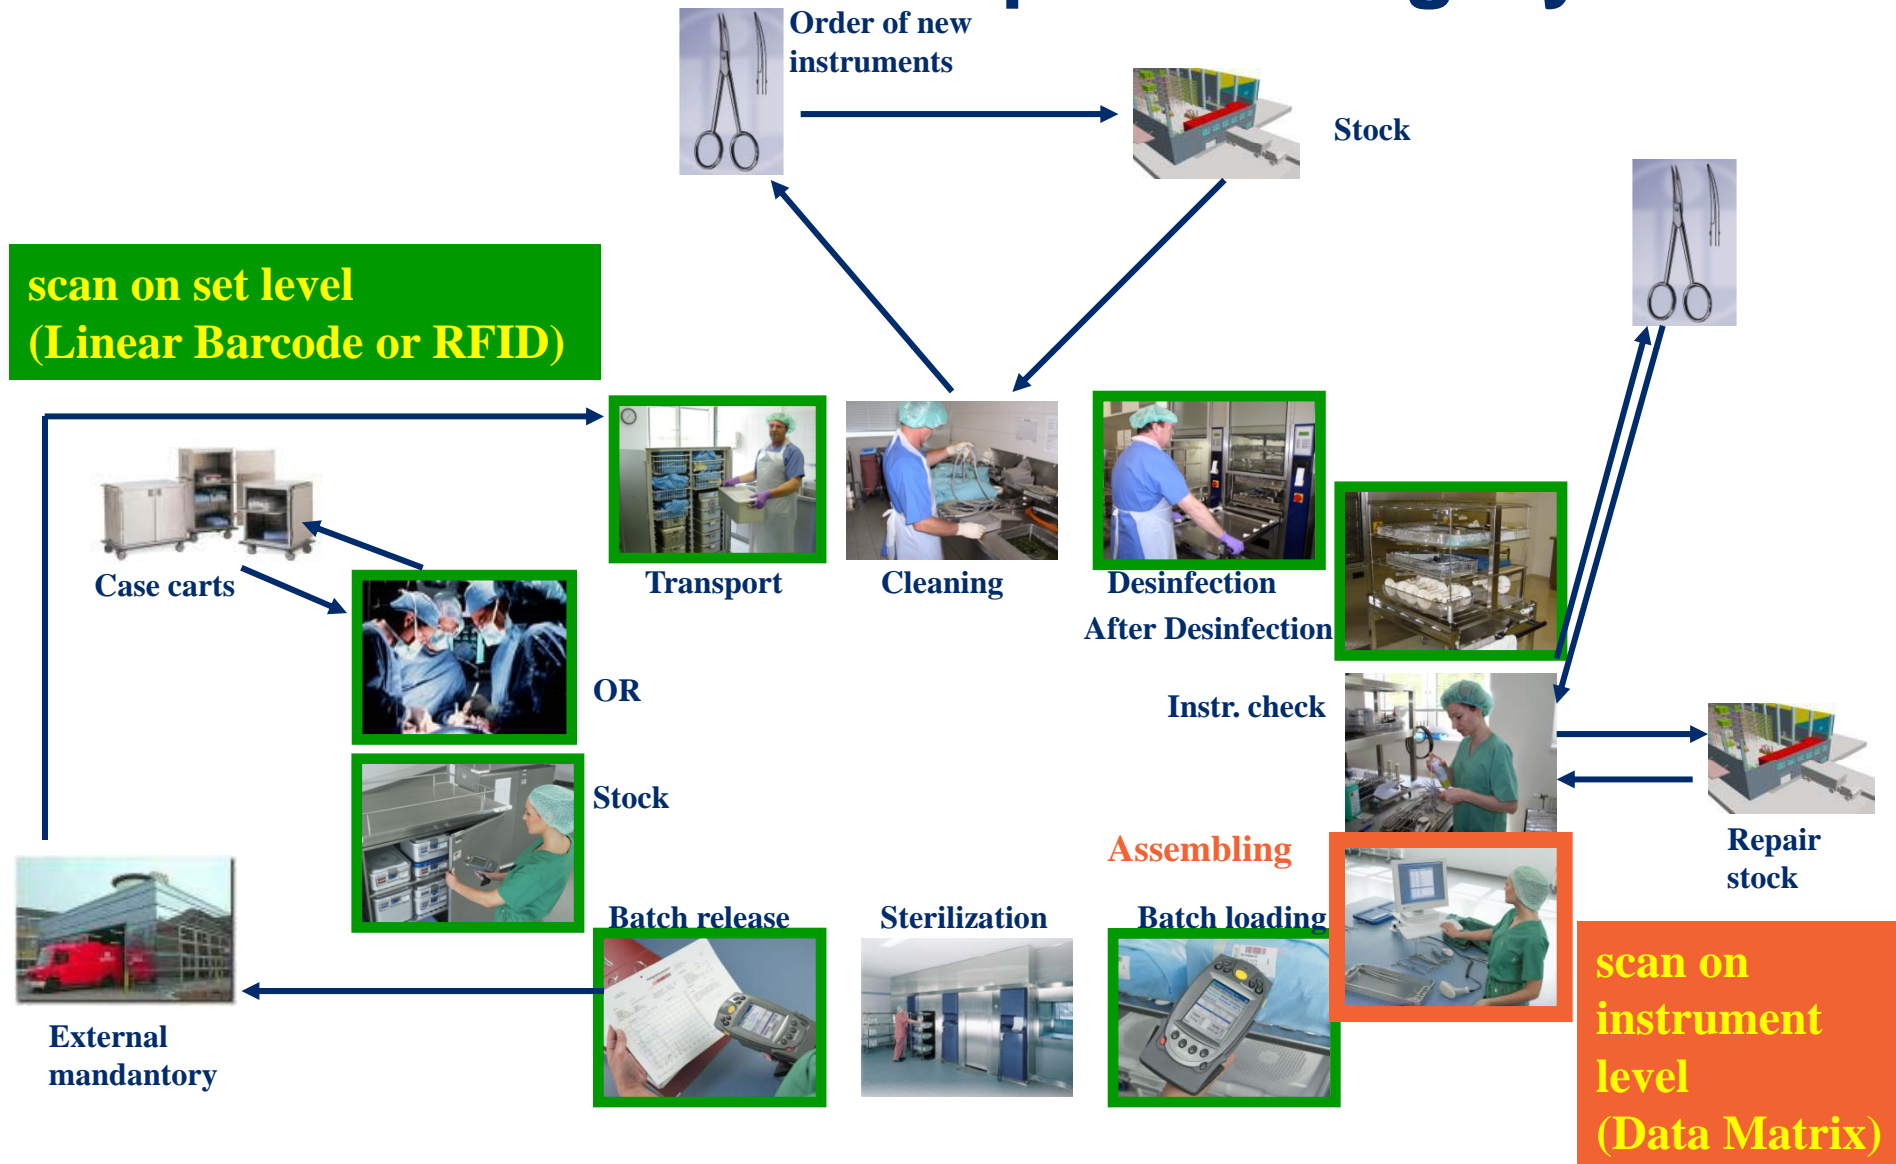 Order of new
instruments
Stock
scan on set level
(Linear Barcode or RFID)
Case carts
Transport
Cleaning
Desinfection
After Desinfection
OR
Instr. check
Stock
Assembling
Repair
stock
Batch release
Sterilization
Batch loading
External
mandantory
scan on
instrument
level
(Data Matrix)